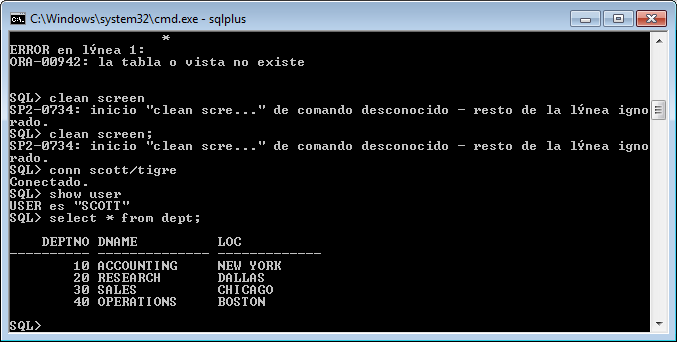 C:\Windows\system32\cmd.exe - sqlplus
*
ERROR en lýnea 1:
ORA-00942: la tabla o vista no existe
SQL> clean screen
SP2-0734: inicio "clean scre..." de comando desconocido - resto de la lýnea igno
rado.
SQL> clean screen;
SP2-0734: inicio "clean scre..." de comando desconocido - resto de la lýnea igno
rado.
SQL> conn scott/tigre
Conectado.
SQL> show user
USER es "SCOTT"
SQL> select * from dept;
DEPTNO DNAME LOC
---------- -------------- -------------
10 ACCOUNTING NEW YORK
20 RESEARCH DALLAS
30 SALES CHICAGO
40 OPERATIONS BOSTON
SQL>